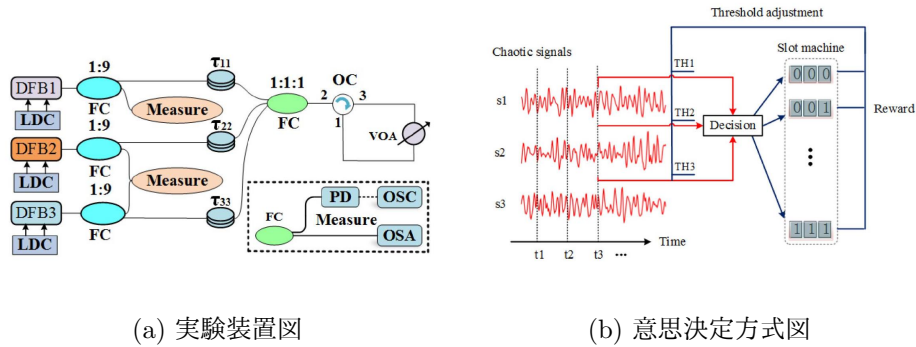 1:9
τ11
DFB1
FC
Measure
1:1:1
OC
LDC
1:9
2
3
DFB2
FC
τ22
FC
1
VOA
LDC
1:9
Measure
DFB3
FC
τ33
LDC
PD
OSC
FC
Measure
OSA
(a) 実験装置図
Threshold adjustment
Chaotic signals
Slot machine
TH1
0 0 0
s1
TH2
0 0 1
Reward
Decision
s2
TH3
s3
1 1 1
Time
t1 t2 t3 ...
(b) 意思決定方式図